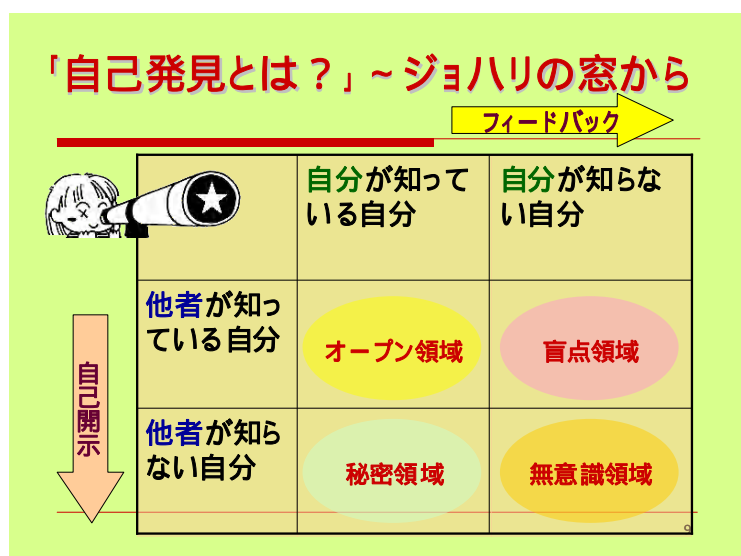 「自己発見とは？」～ジョハリの窓から
フィードバック
自分が知って
いる自分
自分が知らな
い自分
他者が知っ
ている自分
オープン領域
盲点領域
自己開示
他者が知ら
ない自分
秘密領域
無意識領域
9